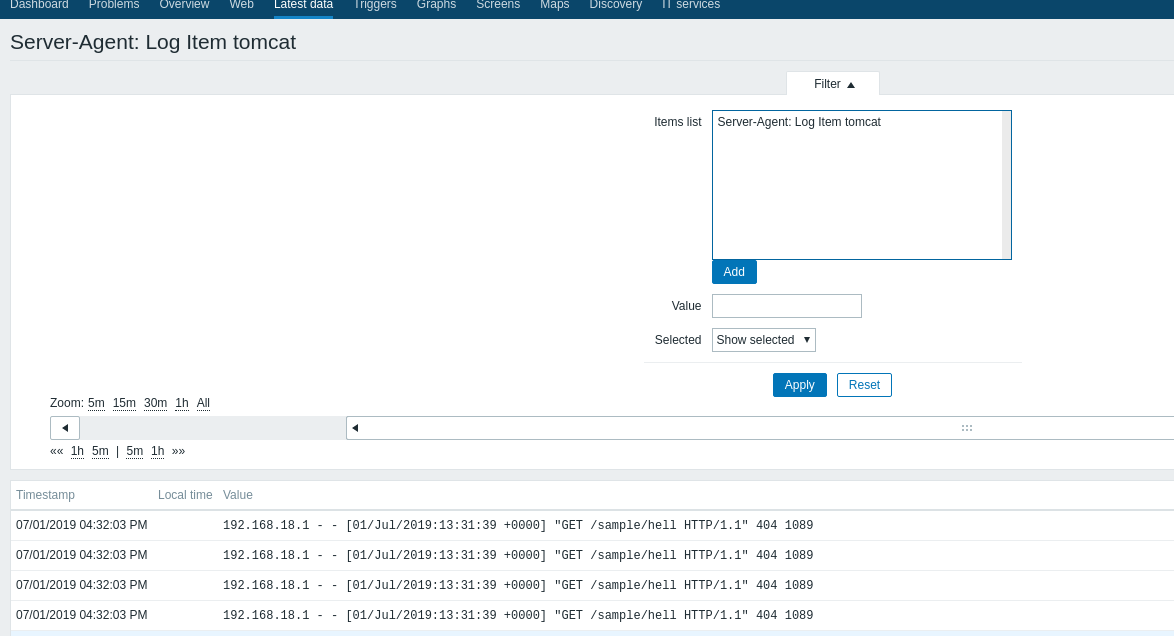 Dashboard Problems Overview Web Latest data Triggers Graphs Screens Maps Discovery IT services
Server-Agent: Log Item tomcat
Filter ▲
Items list Server-Agent: Log Item tomcat
Add
Value
Selected Show selected ▼
Apply Reset
Zoom: 5m 15m 30m 1h All
«« 1h 5m | 5m 1h »»
Timestamp Local time Value
07/01/2019 04:32:03 PM 192.168.18.1 - - [01/Jul/2019:13:31:39 +0000] "GET /sample/hell HTTP/1.1" 404 1089
07/01/2019 04:32:03 PM 192.168.18.1 - - [01/Jul/2019:13:31:39 +0000] "GET /sample/hell HTTP/1.1" 404 1089
07/01/2019 04:32:03 PM 192.168.18.1 - - [01/Jul/2019:13:31:39 +0000] "GET /sample/hell HTTP/1.1" 404 1089
07/01/2019 04:32:03 PM 192.168.18.1 - - [01/Jul/2019:13:31:39 +0000] "GET /sample/hell HTTP/1.1" 404 1089